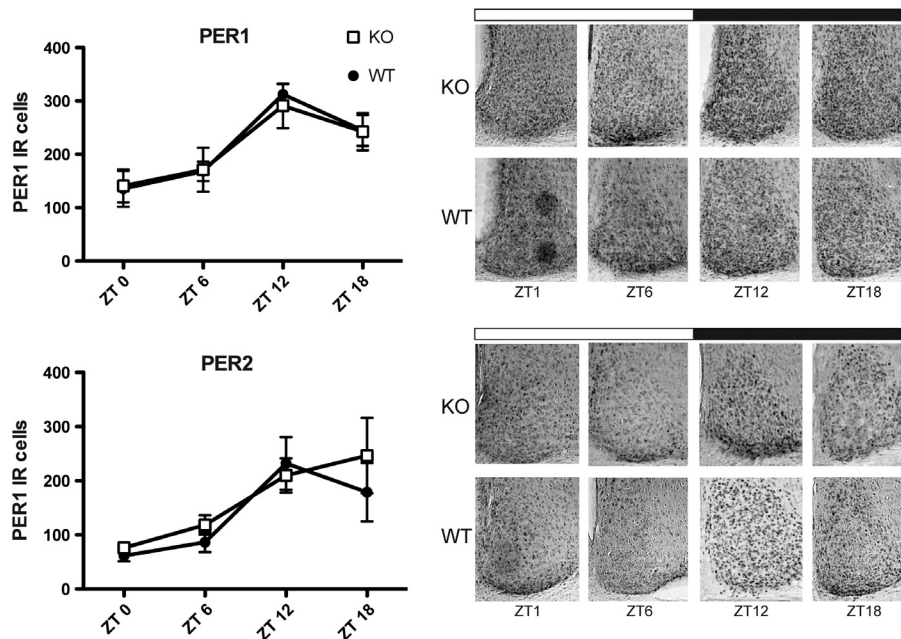 PER1
KO
WT
PER1 IR cells
400
300
200
100
0
ZT 0
ZT 6
ZT 12
ZT 18
KO
WT
ZT1
ZT6
ZT12
ZT18
PER2
PER1 IR cells
400
300
200
100
0
ZT 0
ZT 6
ZT 12
ZT 18
KO
WT
ZT1
ZT6
ZT12
ZT18